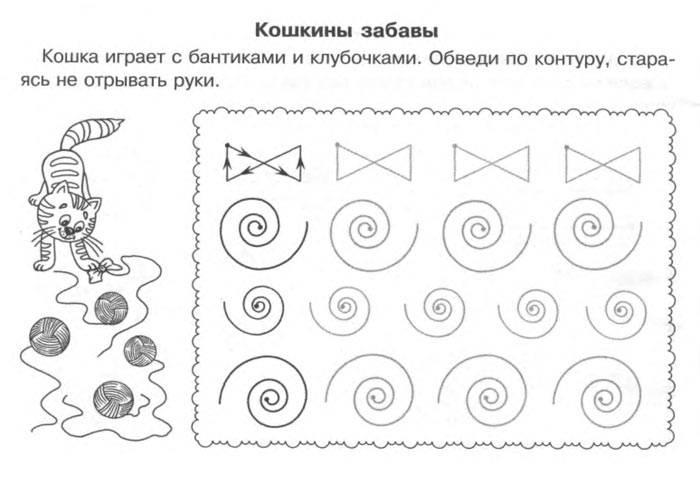 Кошкины забавы
Кошка играет с бантиками и клубочками. Обведи по контуру, стара-
ясь не отрывать руки.